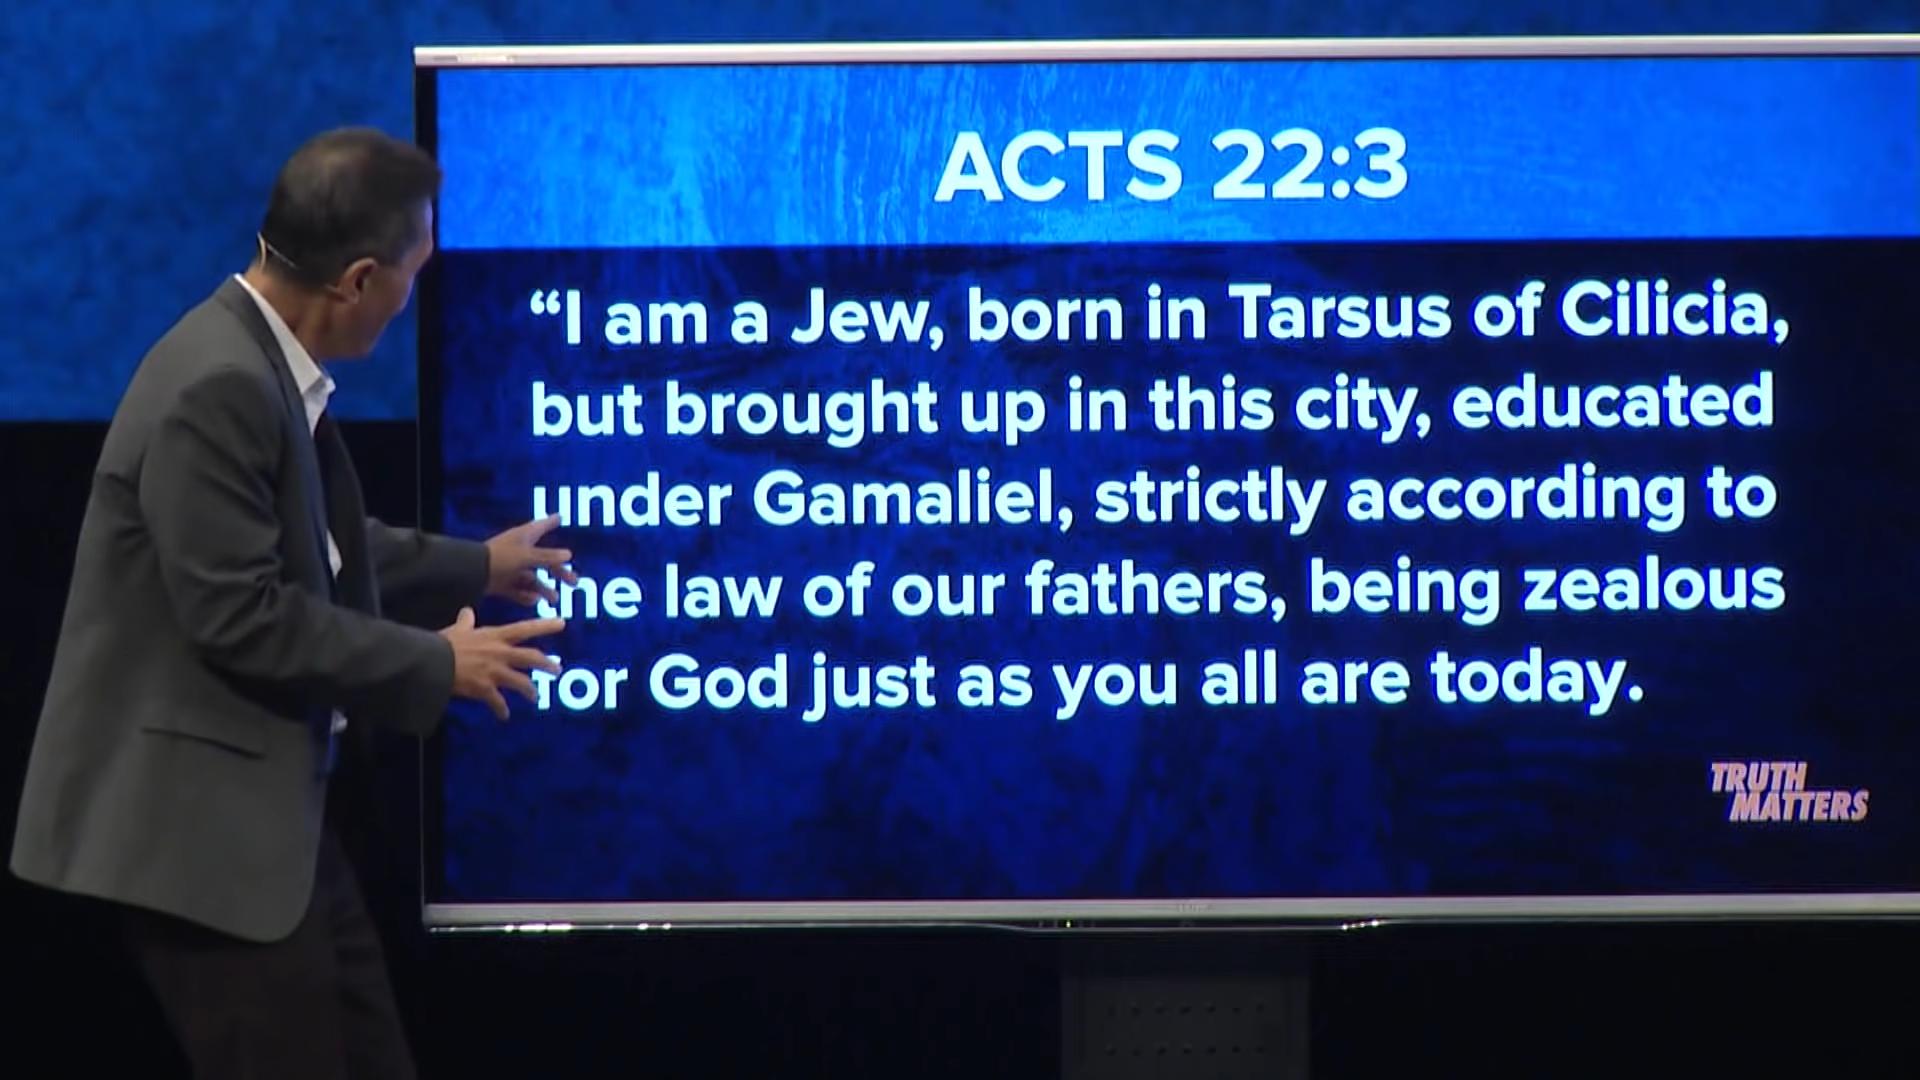 ACTS 22:3
“I am a Jew, born in Tarsus of Cilicia,
but brought up in this city, educated
under Gamaliel, strictly according to
the law of our fathers, being zealous
for God just as you all are today.
TRUTH
MATTERS